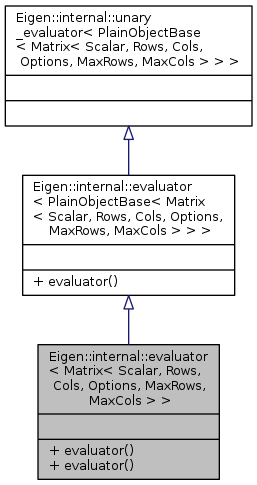 Eigen::internal::unary
_evaluator< PlainObjectBase
< Matrix< Scalar, Rows, Cols,
Options, MaxRows, MaxCols > > >
Eigen::internal::evaluator
< PlainObjectBase< Matrix
< Scalar, Rows, Cols, Options,
MaxRows, MaxCols > > >
+ evaluator()
Eigen::internal::evaluator
< Matrix< Scalar, Rows,
Cols, Options, MaxRows,
MaxCols > >
+ evaluator()
+ evaluator()